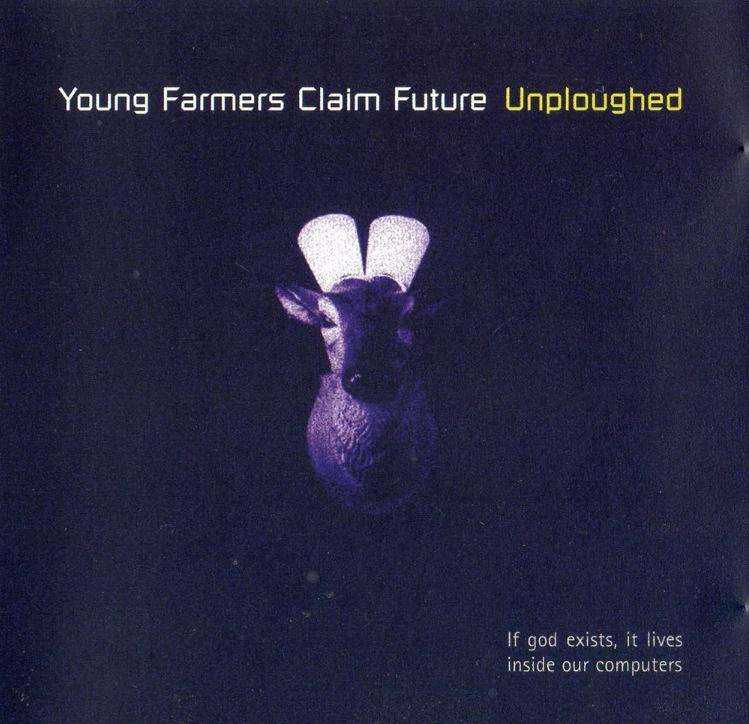 Young Farmers Claim Future Unploughed
If god exists, it lives
inside our computers